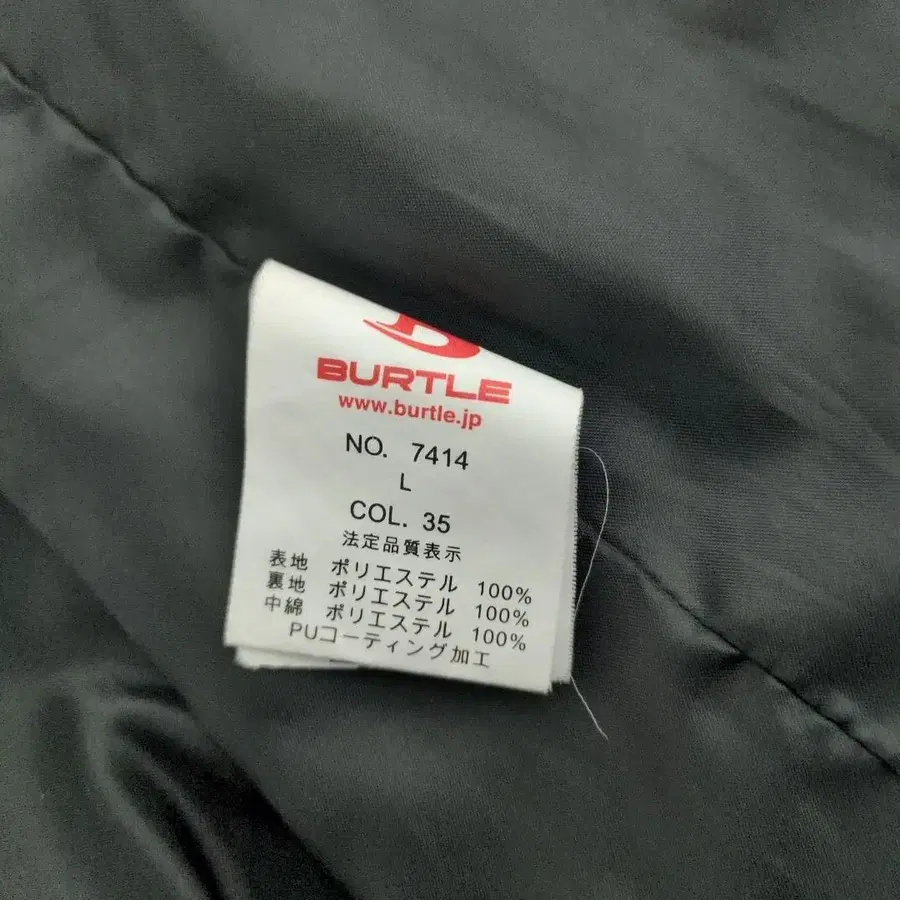 BURTLE
www.burtle.jp
NO. 7414
L
COL. 35
法定品質表示
表地 ポリエステル 100%
裏地 ポリエステル 100%
中綿 ポリエステル 100%
PUコーティング加工